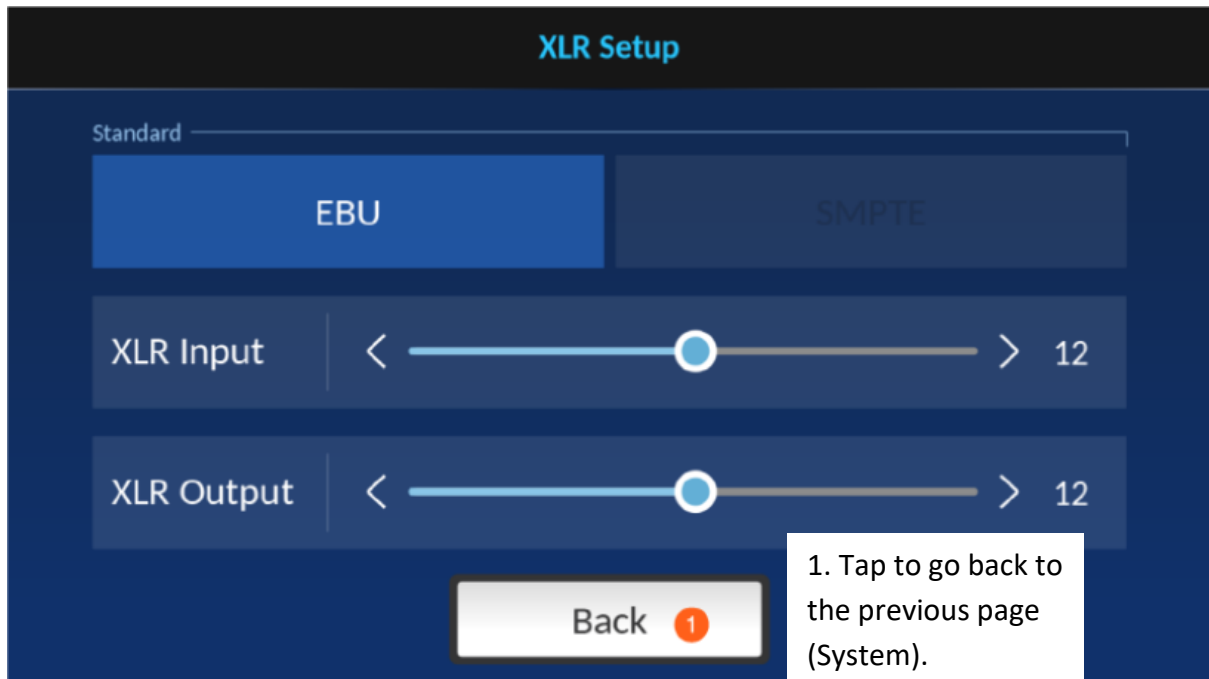 XLR Setup
Standard
EBU SMPTE
XLR Input 12
XLR Output 12
Back 1
1. Tap to go back to
the previous page
(System).